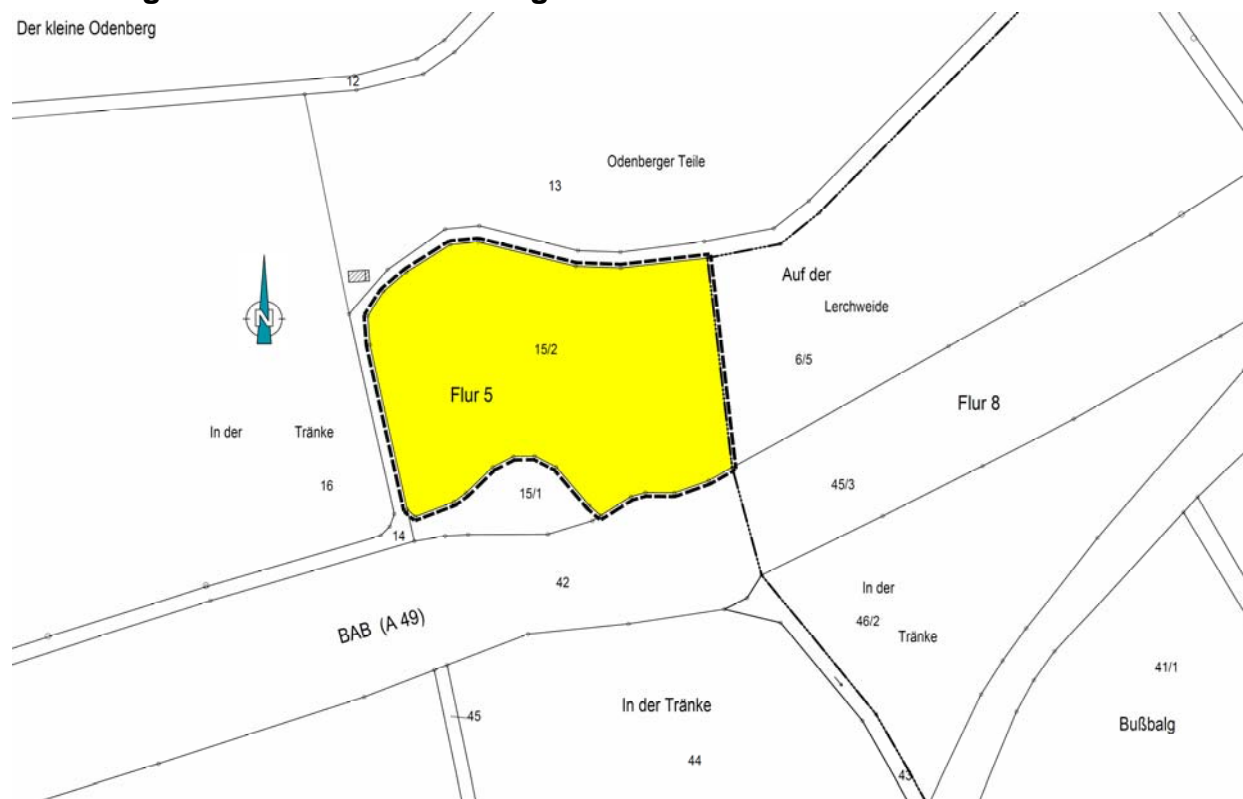 Der kleine Odenberg
12
Odenberger Teile
13
Auf der
Lerchweide
N
15/2
6/5
Flur 5
Flur 8
In der Tränke
16
15/1
45/3
14
42
In der
46/2
Tränke
BAB (A 49)
41/1
In der Tränke
45
Bußbalg
44
43